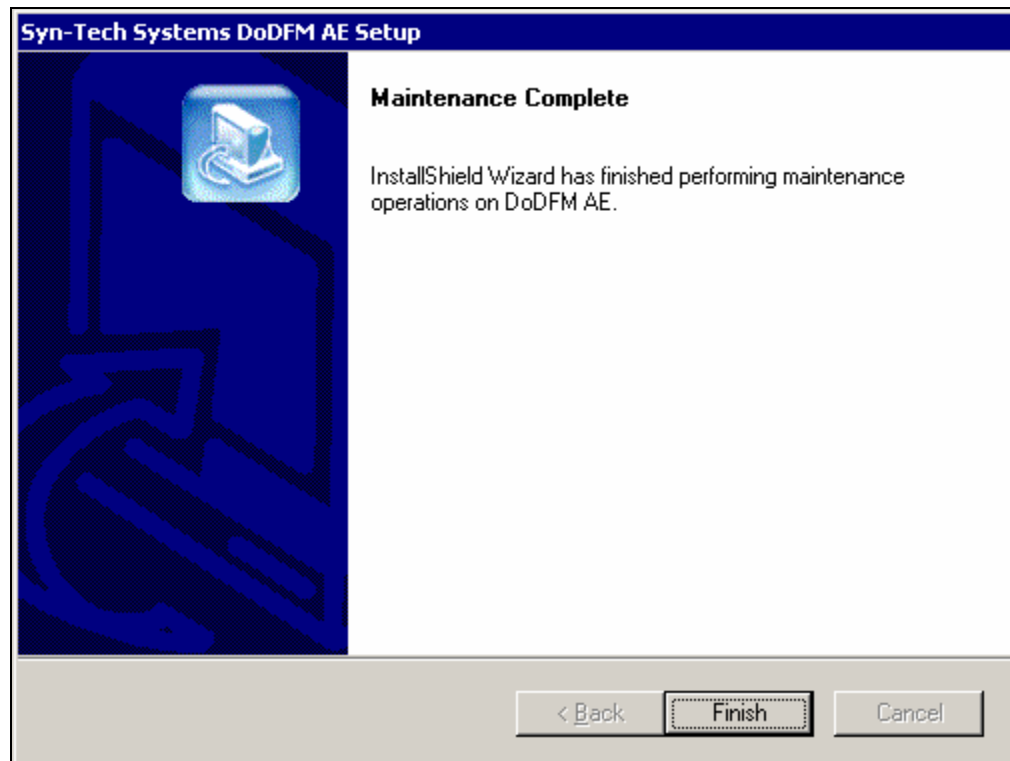 Syn-Tech Systems DoDFM AE Setup
Maintenance Complete
InstallShield Wizard has finished performing maintenance
operations on DoDFM AE.
< Back
Finish
Cancel